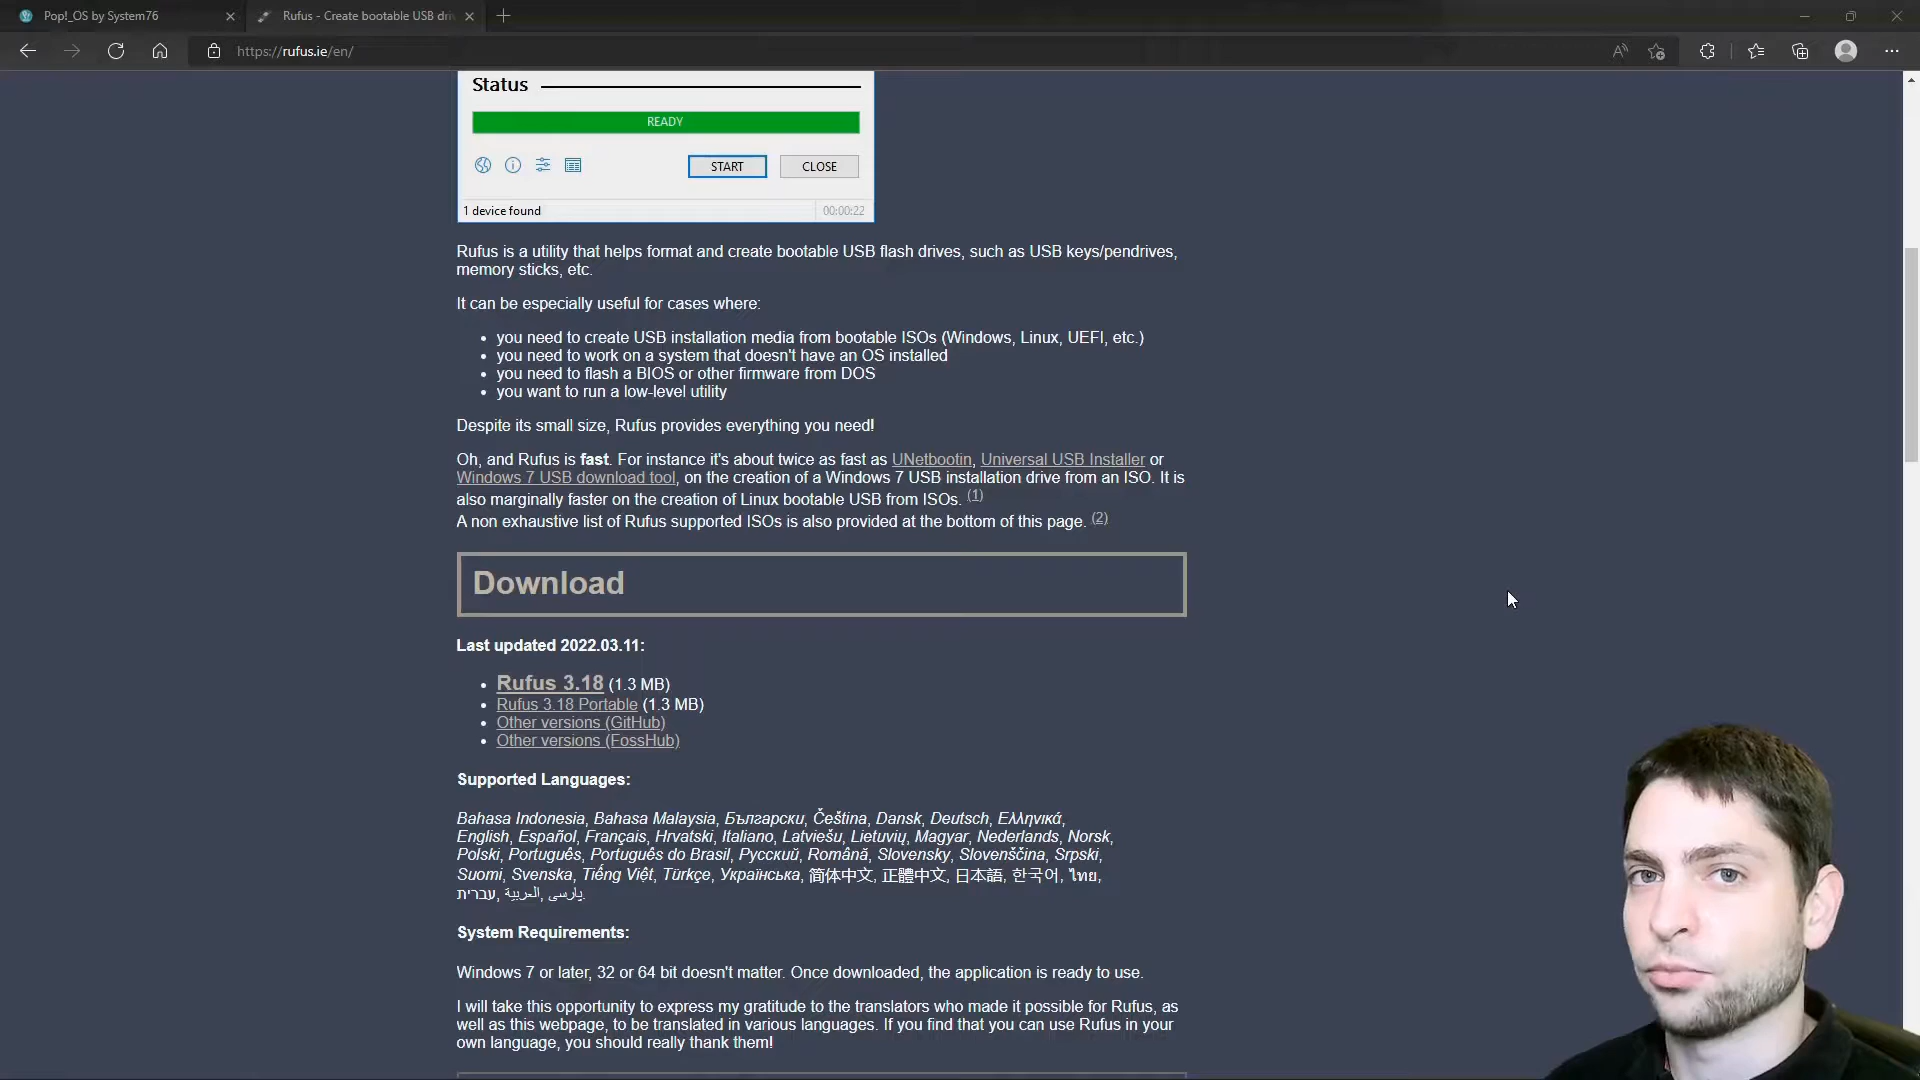 Pop!_OS by System76
Rufus - Create bootable USB dri
https://rufus.ie/en/
Status
READY
START
CLOSE
1 device found
00:00:22
Rufus is a utility that helps format and create bootable USB flash drives, such as USB keys/pendrives,
memory sticks, etc.
It can be especially useful for cases where:
• you need to create USB installation media from bootable ISOs (Windows, Linux, UEFI, etc.)
• you need to work on a system that doesn't have an OS installed
• you need to flash a BIOS or other firmware from DOS
• you want to run a low-level utility
Despite its small size, Rufus provides everything you need!
Oh, and Rufus is fast. For instance it's about twice as fast as UNetbootin, Universal USB Installer or
Windows 7 USB download tool, on the creation of a Windows 7 USB installation drive from an ISO. It is
also marginally faster on the creation of Linux bootable USB from ISOs. (1)
A non exhaustive list of Rufus supported ISOs is also provided at the bottom of this page. (2)
Download
Last updated 2022.03.11:
• Rufus 3.18 (1.3 MB)
• Rufus 3.18 Portable (1.3 MB)
• Other versions (GitHub)
• Other versions (FossHub)
Supported Languages:
Bahasa Indonesia, Bahasa Malaysia, Български, Čeština, Dansk, Deutsch, Ελληνικά,
English, Español, Français, Hrvatski, Italiano, Latviešu, Lietuvių, Magyar, Nederlands, Norsk,
Polski, Português, Português do Brasil, Русский, Română, Slovensky, Slovenščina, Srpski,
Suomi, Svenska, Tiếng Việt, Türkçe, Українська, 简体中文, 正體中文, 日本語, 한국어, ไทย,
עברית, العربية, پارسی.
System Requirements:
Windows 7 or later, 32 or 64 bit doesn't matter. Once downloaded, the application is ready to use.
I will take this opportunity to express my gratitude to the translators who made it possible for Rufus, as
well as this webpage, to be translated in various languages. If you find that you can use Rufus in your
own language, you should really thank them!